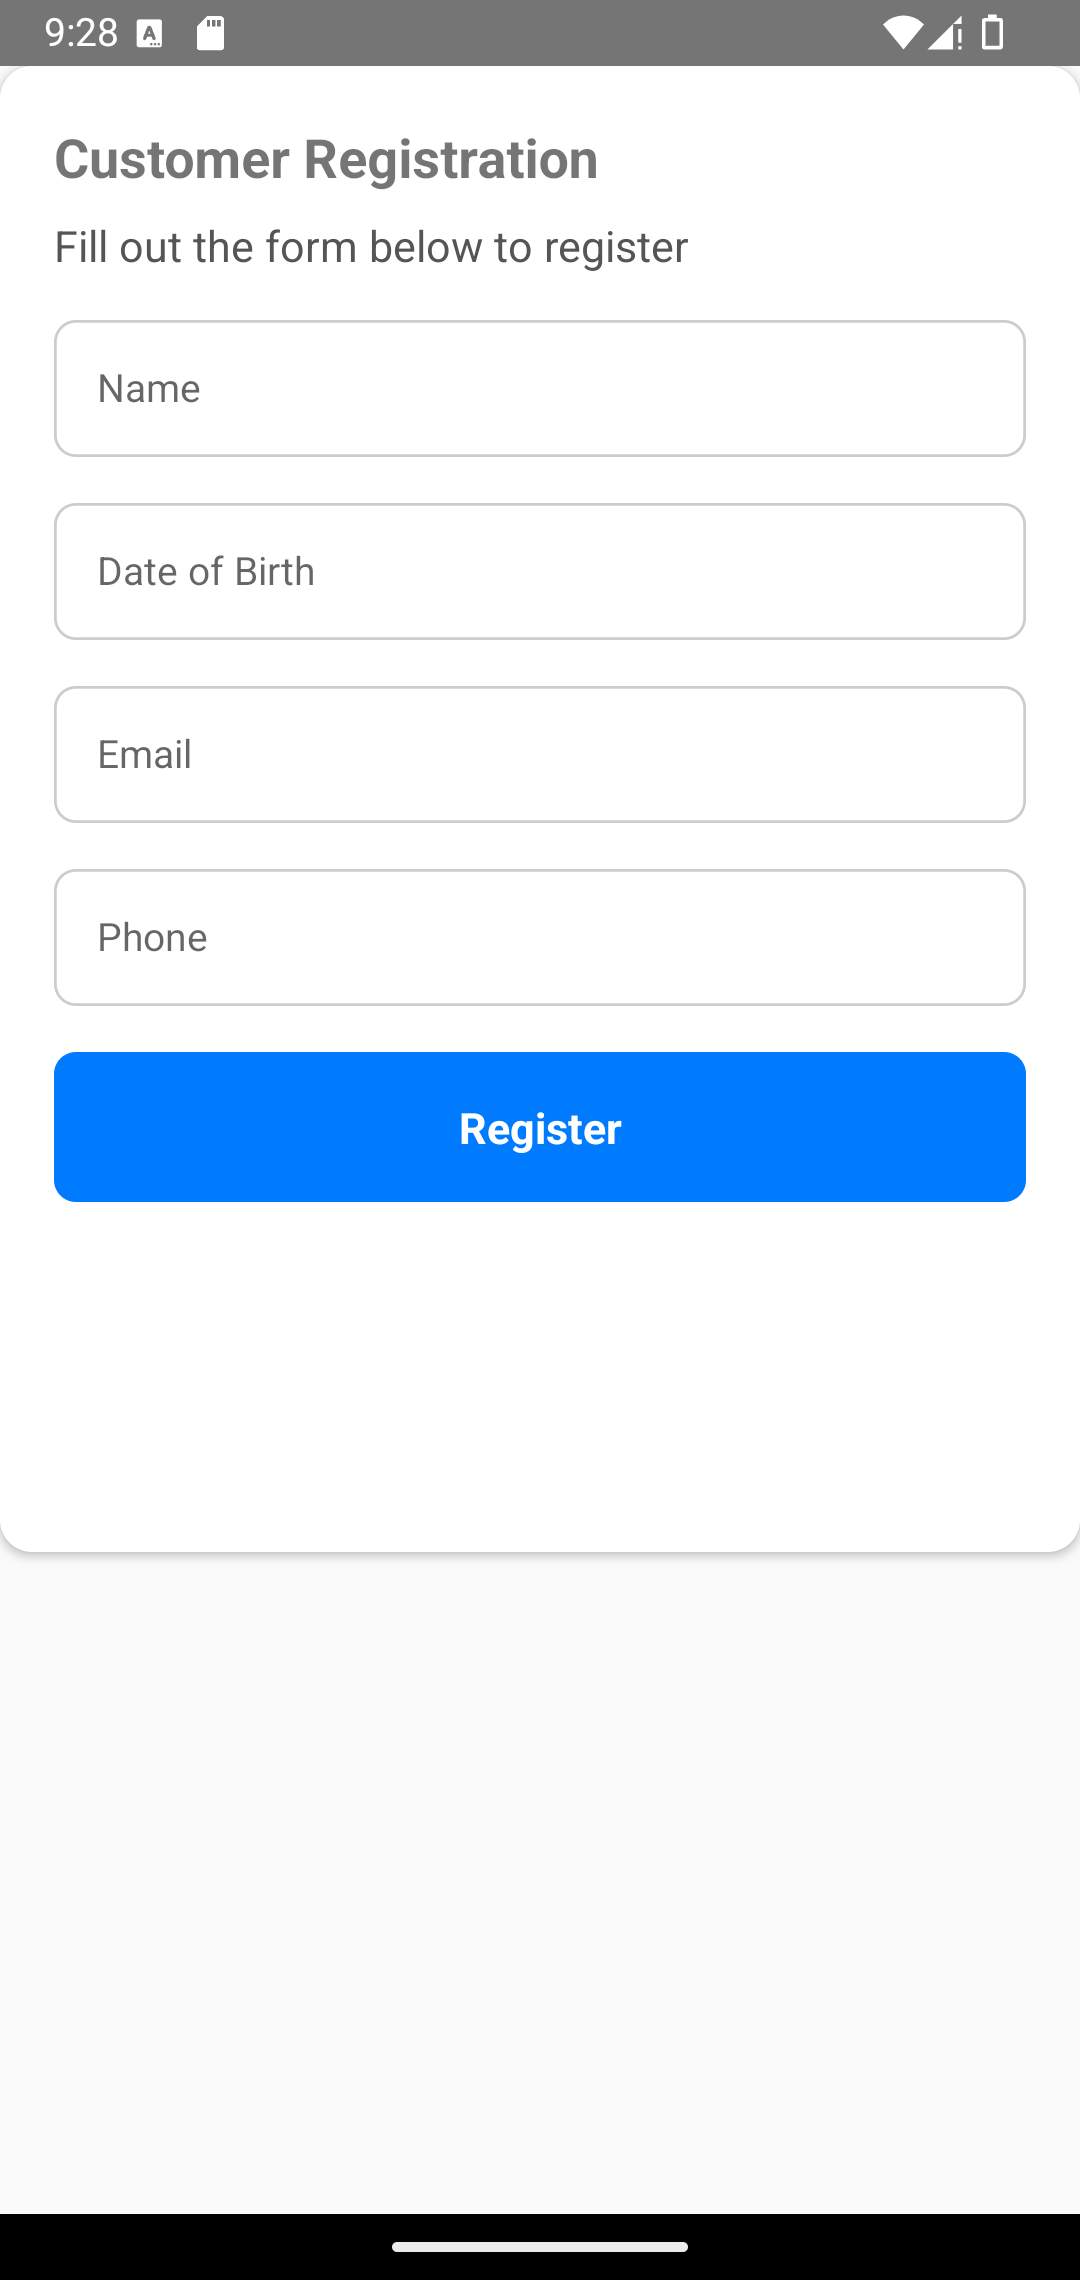 9:28
Customer Registration
Fill out the form below to register
Name
Date of Birth
Email
Phone
Register